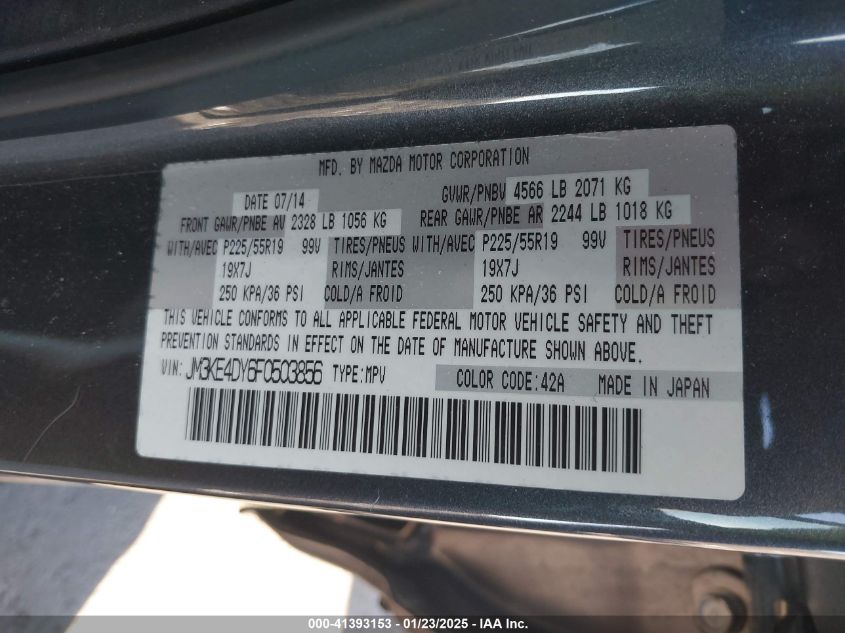 MFD. BY MAZDA MOTOR CORPORATION
DATE 07/14 GVWR/PNBV 4566 LB 2071 KG
FRONT GAWR/PNBE AV 2328 LB 1056 KG REAR GAWR/PNBE AR 2244 LB 1018 KG
WITH/AVEC P225/55R19 99V TIRES/PNEUS WITH/AVEC P225/55R19 99V TIRES/PNEUS
19X7J RIMS/JANTES 19X7J RIMS/JANTES
250 KPA/36 PSI COLD/A FROID 250 KPA/36 PSI COLD/A FROID
THIS VEHICLE CONFORMS TO ALL APPLICABLE FEDERAL MOTOR VEHICLE SAFETY AND THEFT
PREVENTION STANDARDS IN EFFECT ON THE DATE OF MANUFACTURE SHOWN ABOVE.
VIN: JM3KE4DY6F0503856 TYPE:MPV COLOR CODE:42A MADE IN JAPAN
000-41393153 - 01/23/2025 - IAA Inc.